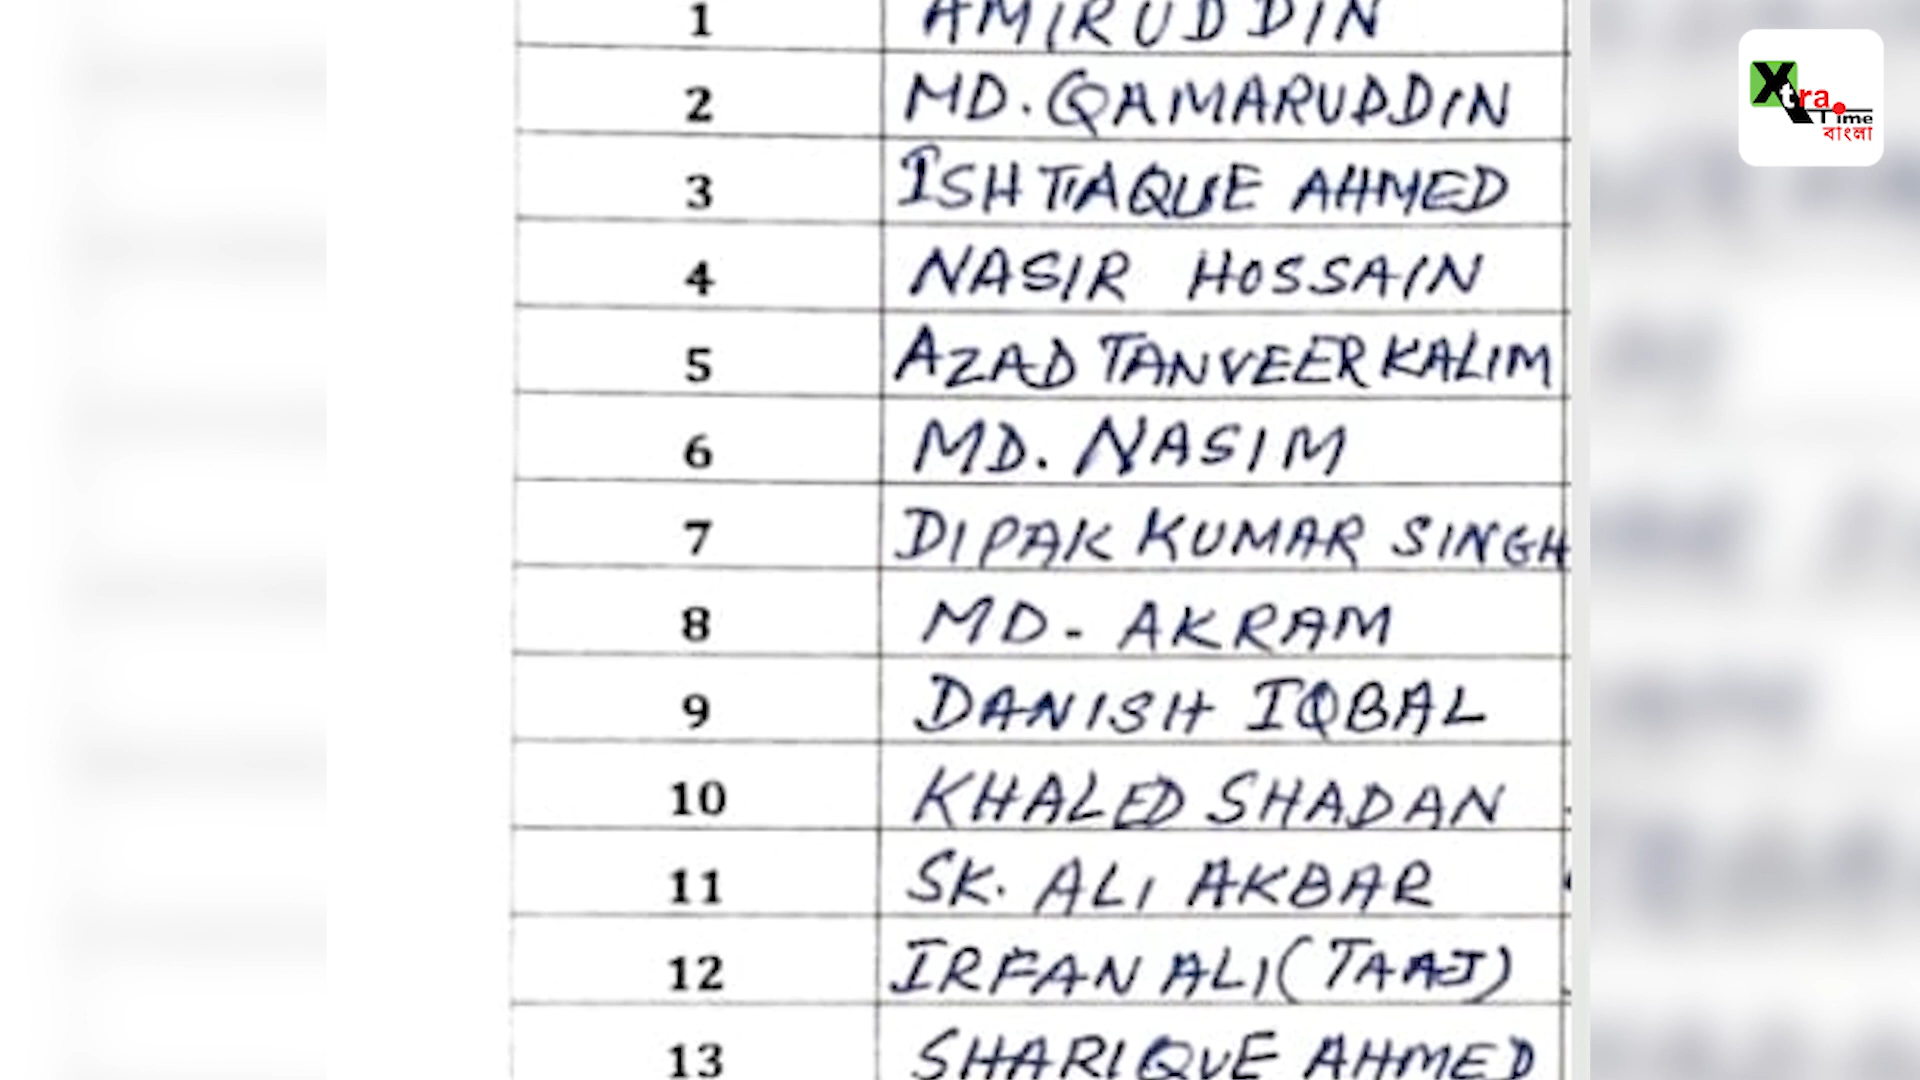 1 AMIRUDDIN
2 MD. QAMARUDDIN
3 ISHTIAQUE AHMED
4 NASIR HOSSAIN
5 AZAD TANVEER KALIM
6 MD. NASIM
7 DIPAK KUMAR SINGH
8 MD- AKRAM
9 DANISH IQBAL
10 KHALED SHADAN
11 SK. ALI AKBAR
12 IRFAN ALI (TAAJ)
13 SHARIQUE AHMED
Xtra
Time
বাংলা